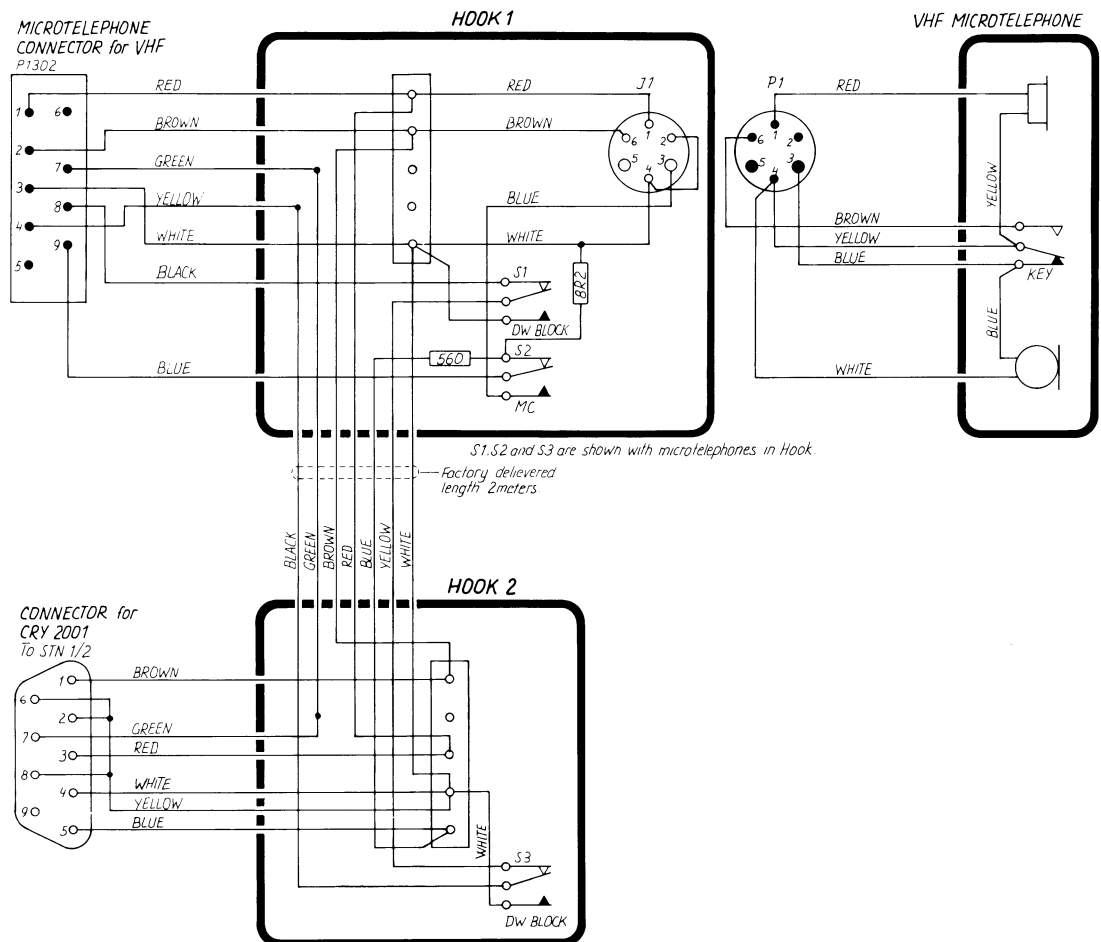 HOOK 1
VHF MICROTELEPHONE
MICROTELEPHONE
CONNECTOR for VHF
P1302
RED
RED
J1
P1
RED
1
6
BROWN
BROWN
1
6
2
1
6
2
2
GREEN
7
5
3
4
5
3
4
3
YELLOW
BLUE
YELLOW
8
4
WHITE
WHITE
BROWN
YELLOW
BLUE
9
5
BLACK
S1
8R2
KEY
DW BLOCK
560
S2
BLUE
BLUE
WHITE
MC
S1.S2 and S3 are shown with microtelephones in Hook.
Factory delievered
length 2meters.
BLACK
GREEN
BROWN
RED
BLUE
YELLOW
WHITE
HOOK 2
CONNECTOR for
CRY 2001
To STN 1/2
1
BROWN
6
2
7
GREEN
3
RED
8
4
WHITE
YELLOW
9
5
BLUE
WHITE
S3
DW BLOCK